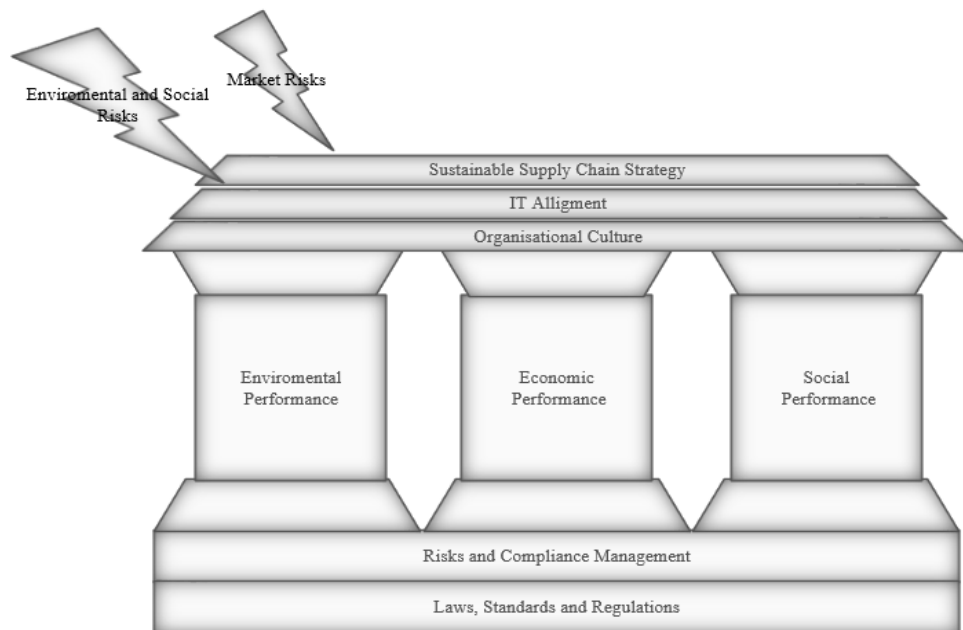 Market Risks
Enviromental and Social
Risks
Sustainable Supply Chain Strategy
IT Alligment
Organisational Culture
Enviromental
Performance
Economic
Performance
Social
Performance
Risks and Compliance Management
Laws, Standards and Regulations